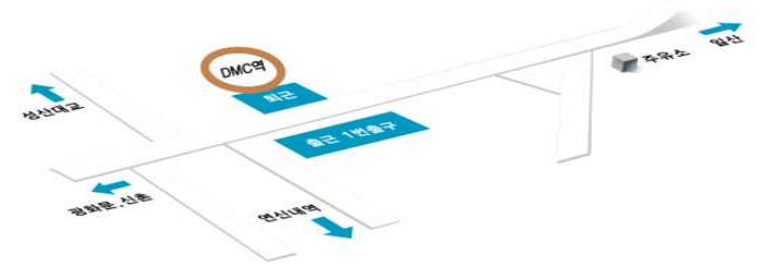 DMC역
퇴근
출근 1번출구
주유소
일산
성산대교
광화문,신촌
연신내역